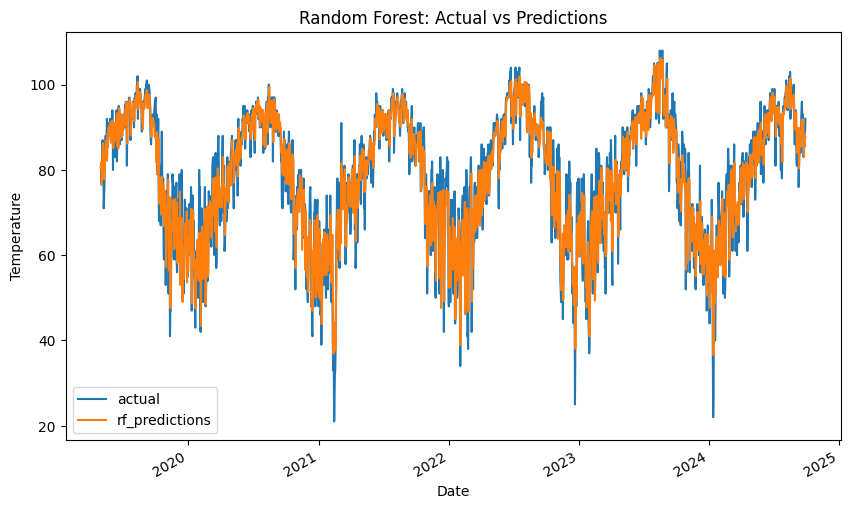 Random Forest: Actual vs Predictions
Temperature
100
80
60
40
20
actual
rf_predictions
2020
2021
2022
2023
2024
2025
Date